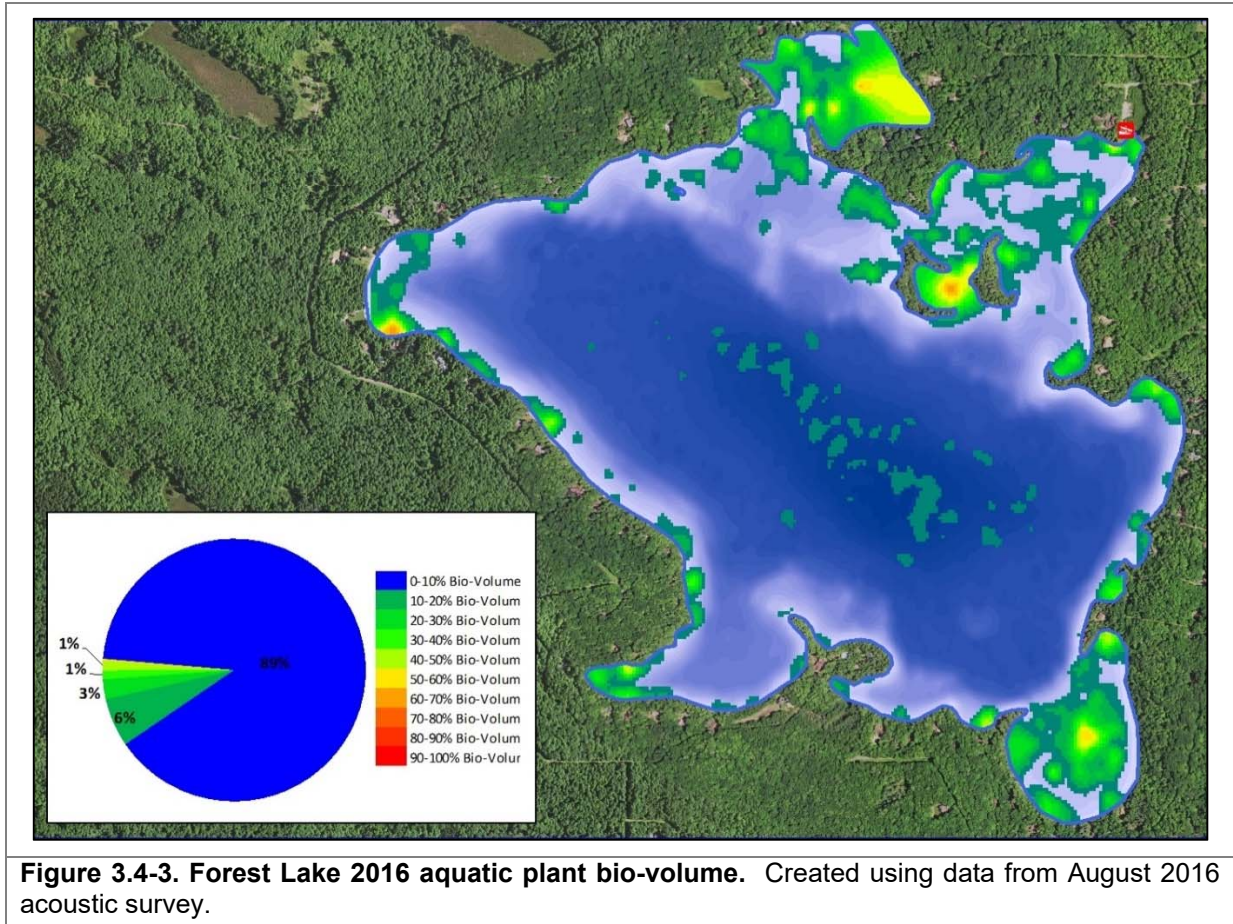 89%
1%
1%
3%
6%
0-10% Bio-Volume
10-20% Bio-Volum
20-30% Bio-Volum
30-40% Bio-Volum
40-50% Bio-Volum
50-60% Bio-Volum
60-70% Bio-Volum
70-80% Bio-Volum
80-90% Bio-Volum
90-100% Bio-Volur
Figure 3.4-3. Forest Lake 2016 aquatic plant bio-volume. Created using data from August 2016
acoustic survey.